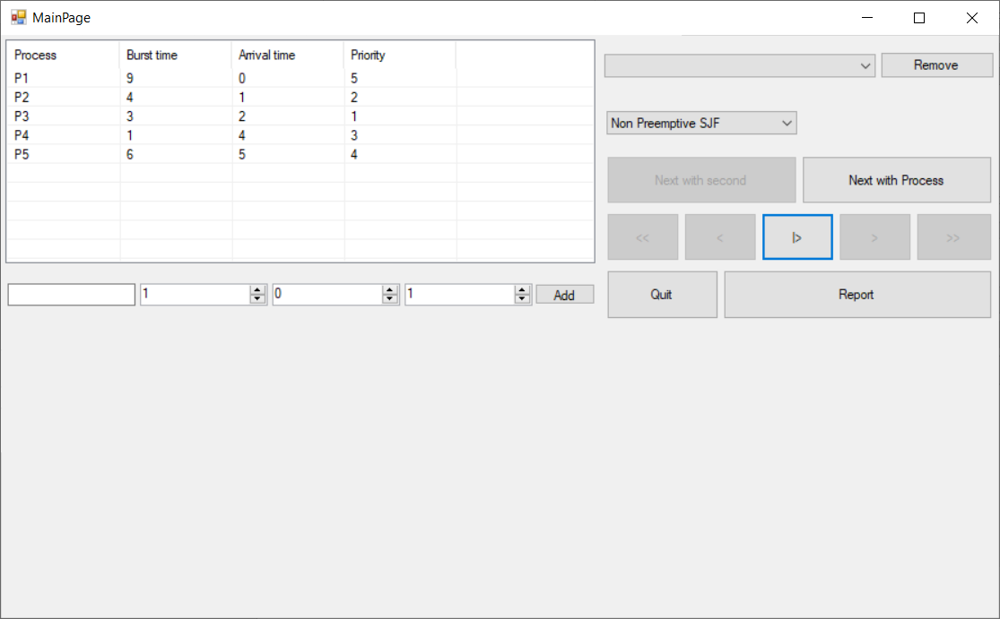 MainPage
Process Burst time Arrival time Priority
P1 9 0 5
P2 4 1 2
P3 3 2 1
P4 1 4 3
P5 6 5 4
1 0 1 Add
Remove
Non Preemptive SJF
Next with second Next with Process
<< < |> > >>
Quit Report